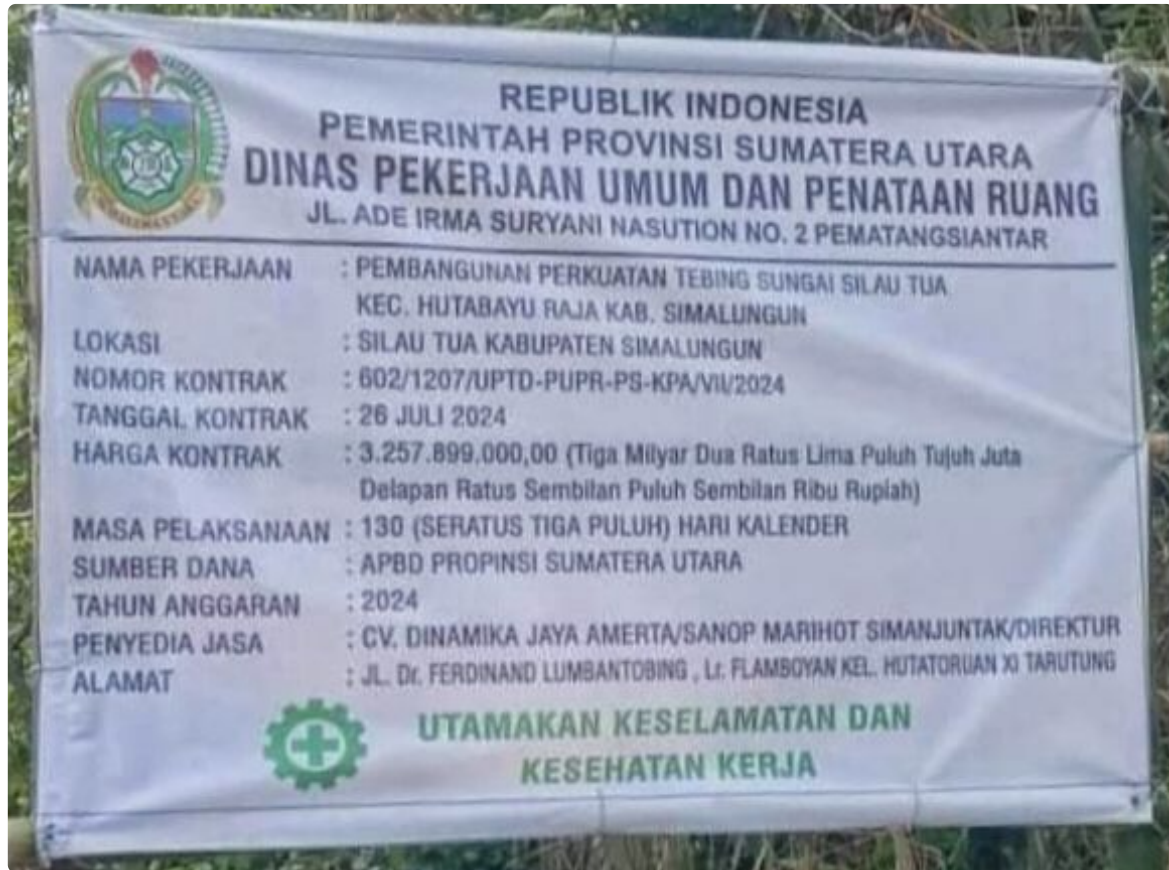 REPUBLIK INDONESIA
PEMERINTAH PROVINSI SUMATERA UTARA
DINAS PEKERJAAN UMUM DAN PENATAAN RUANG
JL. ADE IRMA SURYANI NASUTION NO. 2 PEMATANGSIANTAR
NAMA PEKERJAAN : PEMBANGUNAN PERKUATAN TEBING SUNGAI SILAU TUA
KEC. HUTABAYU RAJA KAB. SIMALUNGUN
LOKASI : SILAU TUA KABUPATEN SIMALUNGUN
NOMOR KONTRAK : 602/1207/UPTD-PUPR-PS-KPA/VII/2024
TANGGAL KONTRAK : 26 JULI 2024
HARGA KONTRAK : 3.257.899.000,00 (Tiga Milyar Dua Ratus Lima Puluh Tujuh Juta
Delapan Ratus Sembilan Puluh Sembilan Ribu Rupiah)
MASA PELAKSANAAN : 130 (SERATUS TIGA PULUH) HARI KALENDER
SUMBER DANA : APBD PROPINSI SUMATERA UTARA
TAHUN ANGGARAN : 2024
PENYEDIA JASA : CV. DINAMIKA JAYA AMERTA/SANOP MARIHOT SIMANJUNTAK/DIREKTUR
ALAMAT : JL. Dr. FERDINAND LUMBANTOBING , Lr. FLAMBOYAN KEL. HUTATORUAN XI TARUTUNG
UTAMAKAN KESELAMATAN DAN
KESEHATAN KERJA